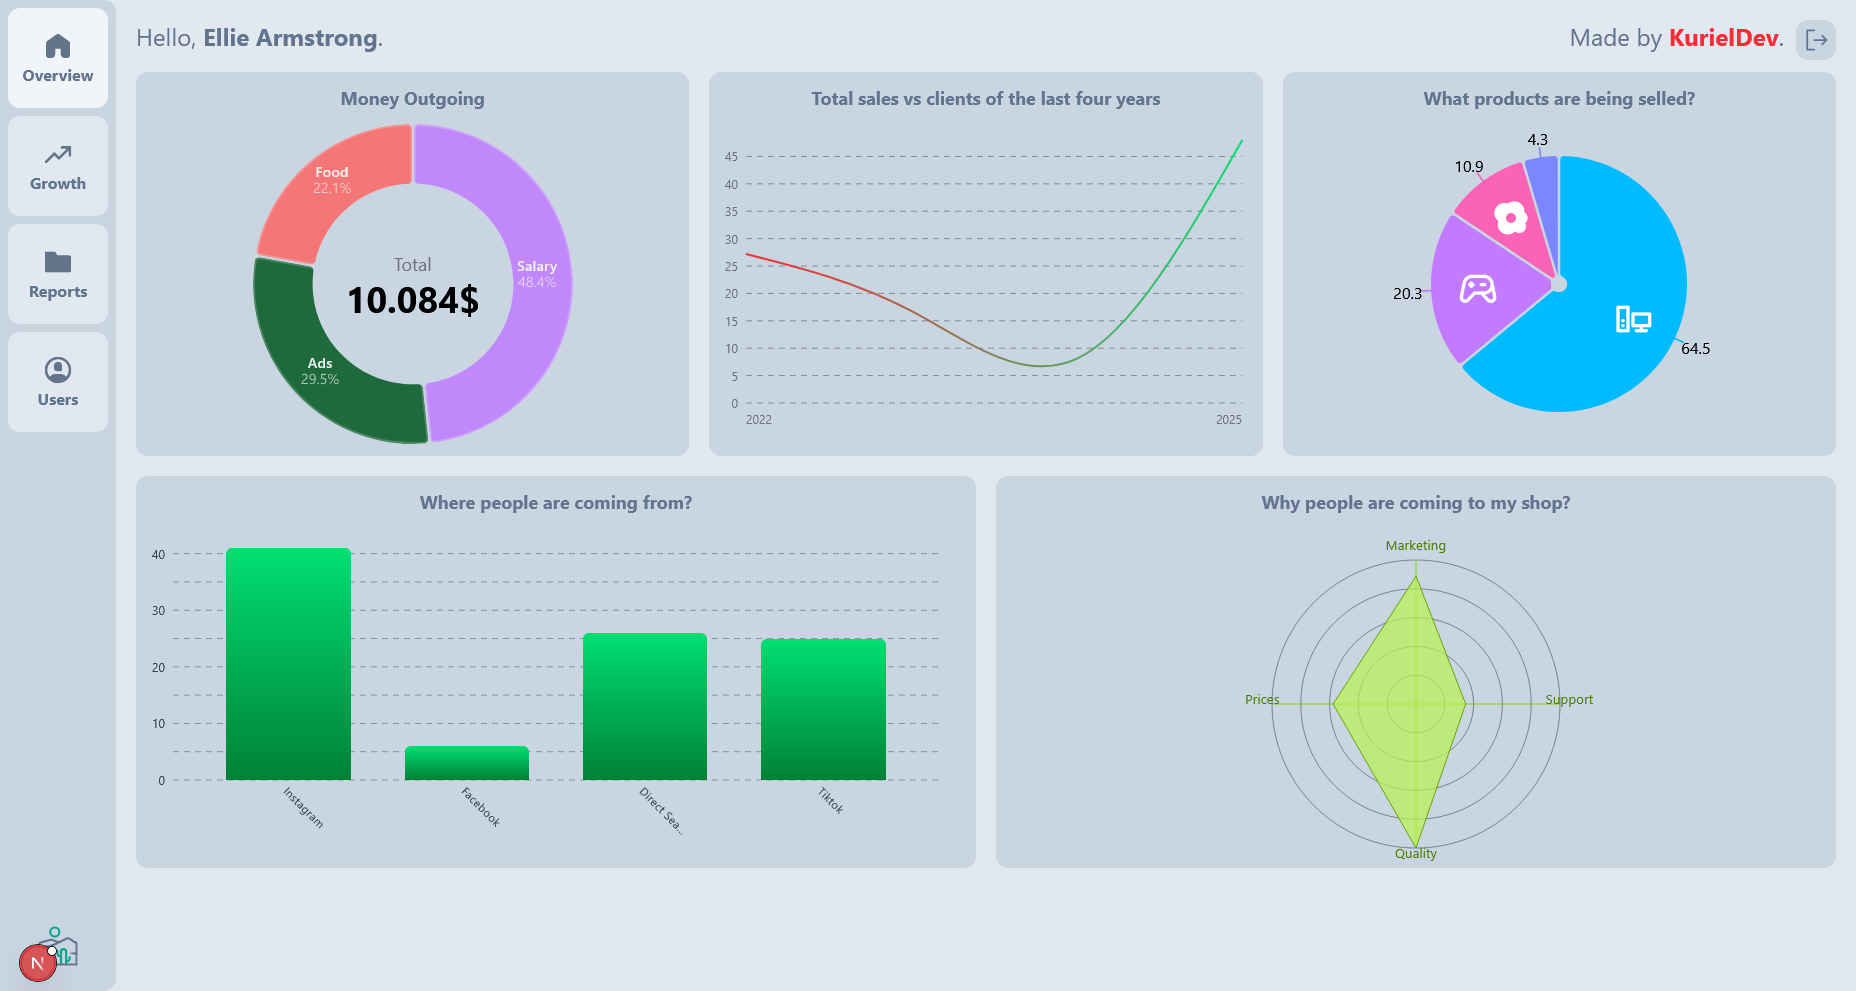 Hello, Ellie Armstrong.
Made by KurielDev.
Overview
Growth
Reports
Users
Money Outgoing
Food
22.1%
Salary
48.4%
Ads
29.5%
Total
10.084$
Total sales vs clients of the last four years
45
40
35
30
25
20
15
10
5
0
2022
2025
What products are being selled?
4.3
10.9
20.3
64.5
Where people are coming from?
40
30
20
10
0
Instagram
Facebook
Direct Sea...
Tiktok
Why people are coming to my shop?
Marketing
Prices
Support
Quality
N